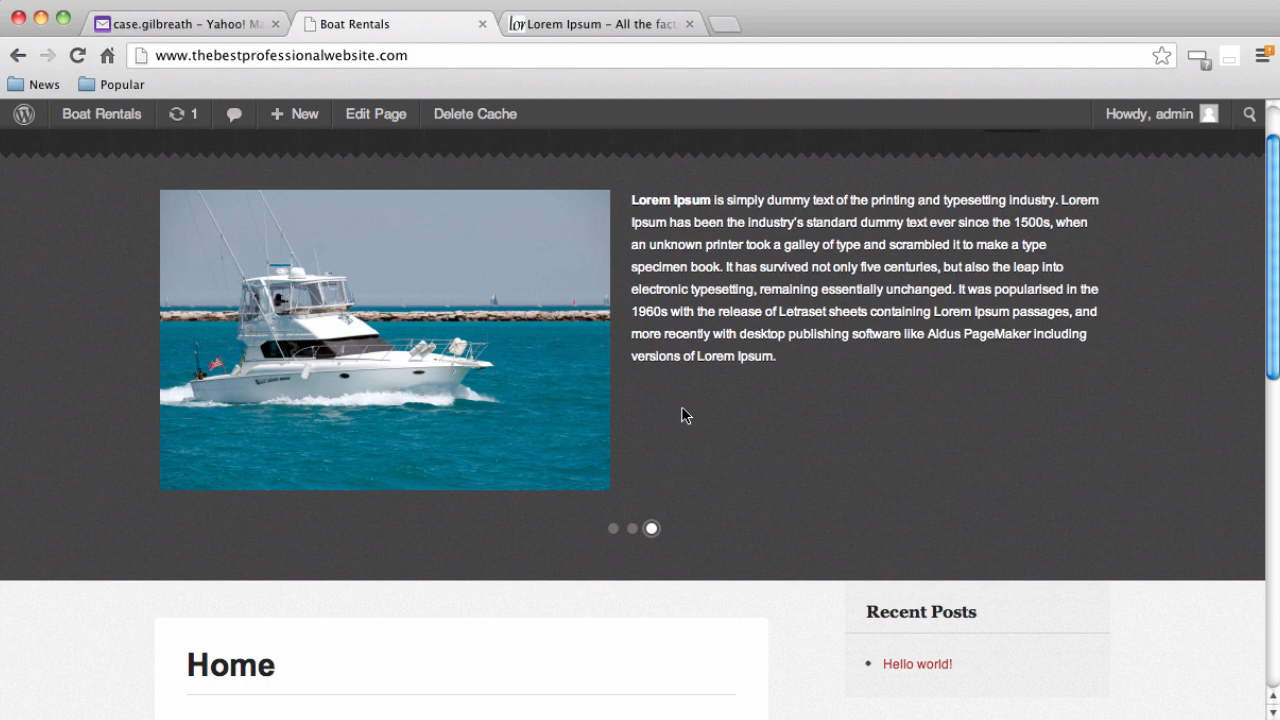 case.gilbreath – Yahoo! Ma
Boat Rentals
lor
Lorem Ipsum – All the fact
www.thebestprofessionalwebsite.com
News
Popular
Boat Rentals
1
New
Edit Page
Delete Cache
Howdy, admin
Lorem Ipsum is simply dummy text of the printing and typesetting industry. Lorem
Ipsum has been the industry's standard dummy text ever since the 1500s, when
an unknown printer took a galley of type and scrambled it to make a type
specimen book. It has survived not only five centuries, but also the leap into
electronic typesetting, remaining essentially unchanged. It was popularised in the
1960s with the release of Letraset sheets containing Lorem Ipsum passages, and
more recently with desktop publishing software like Aldus PageMaker including
versions of Lorem Ipsum.
Recent Posts
Hello world!
Home